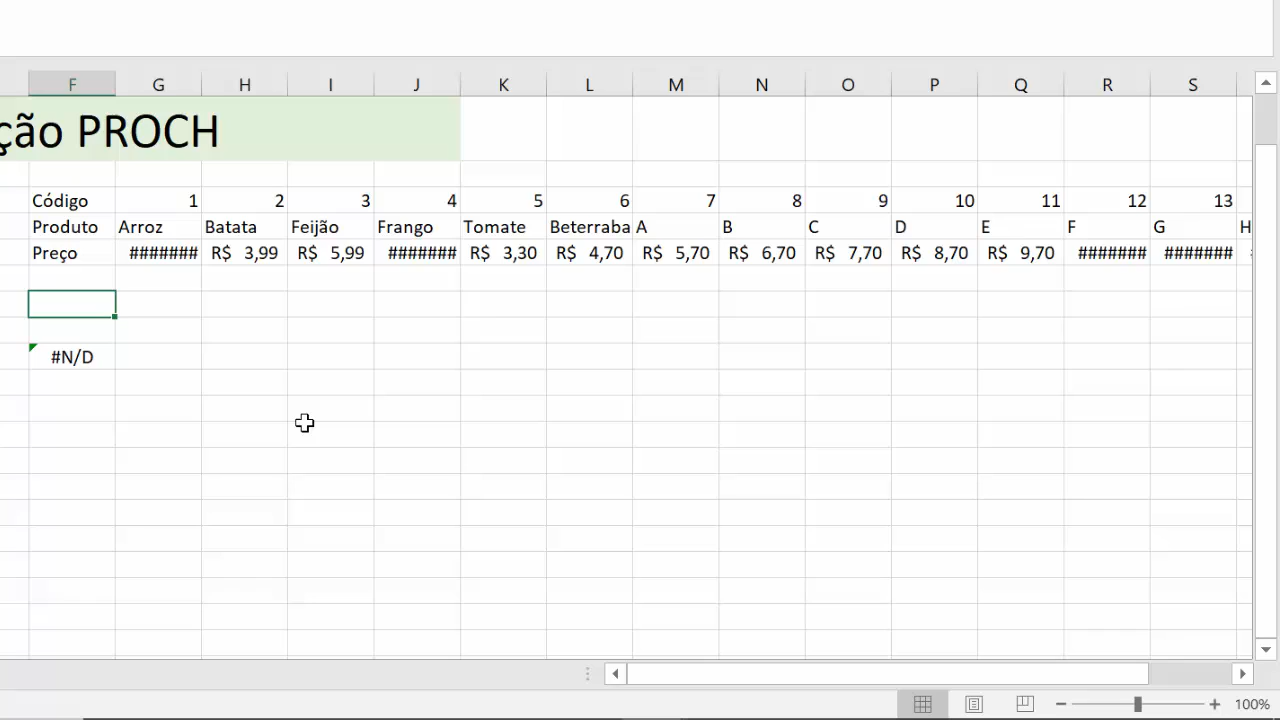 F G H I J K L M N O P Q R S
ção PROCH
Código 1 2 3 4 5 6 7 8 9 10 11 12 13
Produto Arroz Batata Feijão Frango Tomate Beterraba A B C D E F G H
Preço ####### R$ 3,99 R$ 5,99 ####### R$ 3,30 R$ 4,70 R$ 5,70 R$ 6,70 R$ 7,70 R$ 8,70 R$ 9,70 ####### #######
#N/D
100%